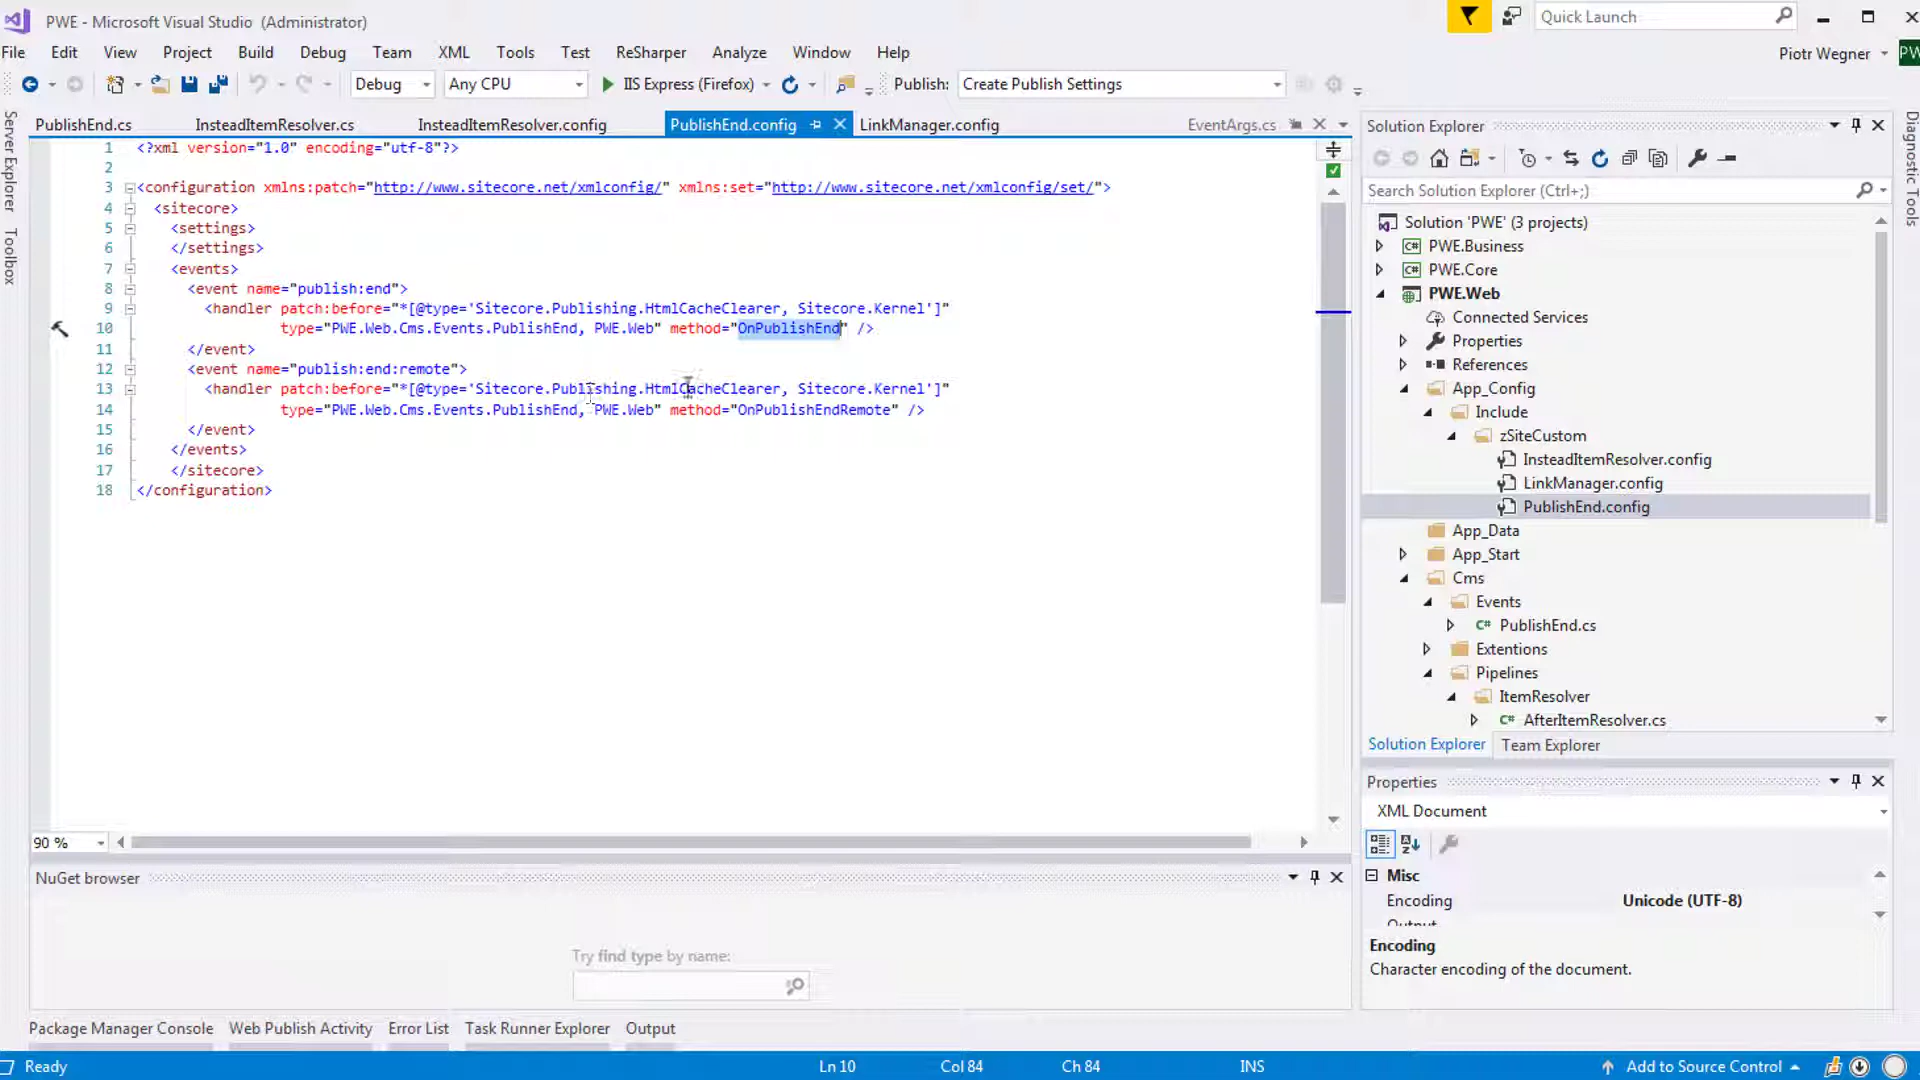 PWE - Microsoft Visual Studio (Administrator)
Quick Launch
File Edit View Project Build Debug Team XML Tools Test ReSharper Analyze Window Help
Piotr Wegner
PW
Debug Any CPU IIS Express (Firefox) Publish: Create Publish Settings
Server Explorer
Toolbox
Diagnostic Tools
PublishEnd.cs InsteadItemResolver.cs InsteadItemResolver.config PublishEnd.config LinkManager.config EventArgs.cs
1 <?xml version="1.0" encoding="utf-8"?>
2
3 <configuration xmlns:patch="http://www.sitecore.net/xmlconfig/" xmlns:set="http://www.sitecore.net/xmlconfig/set/">
4 <sitecore>
5 <settings>
6 </settings>
7 <events>
8 <event name="publish:end">
9 <handler patch:before="*[@type='Sitecore.Publishing.HtmlCacheClearer, Sitecore.Kernel']"
10 type="PWE.Web.Cms.Events.PublishEnd, PWE.Web" method="OnPublishEnd" />
11 </event>
12 <event name="publish:end:remote">
13 <handler patch:before="*[@type='Sitecore.Publishing.HtmlCacheClearer, Sitecore.Kernel']"
14 type="PWE.Web.Cms.Events.PublishEnd, PWE.Web" method="OnPublishEndRemote" />
15 </event>
16 </events>
17 </sitecore>
18 </configuration>
90 %
NuGet browser
Try find type by name:
Package Manager Console Web Publish Activity Error List Task Runner Explorer Output
Solution Explorer
Search Solution Explorer (Ctrl+;)
Solution 'PWE' (3 projects)
C# PWE.Business
C# PWE.Core
PWE.Web
Connected Services
Properties
References
App_Config
Include
zSiteCustom
InsteadItemResolver.config
LinkManager.config
PublishEnd.config
App_Data
App_Start
Cms
Events
C# PublishEnd.cs
Extentions
Pipelines
ItemResolver
C# AfterItemResolver.cs
Solution Explorer Team Explorer
Properties
XML Document
Misc
Encoding Unicode (UTF-8)
Output
Encoding
Character encoding of the document.
Ready Ln 10 Col 84 Ch 84 INS Add to Source Control